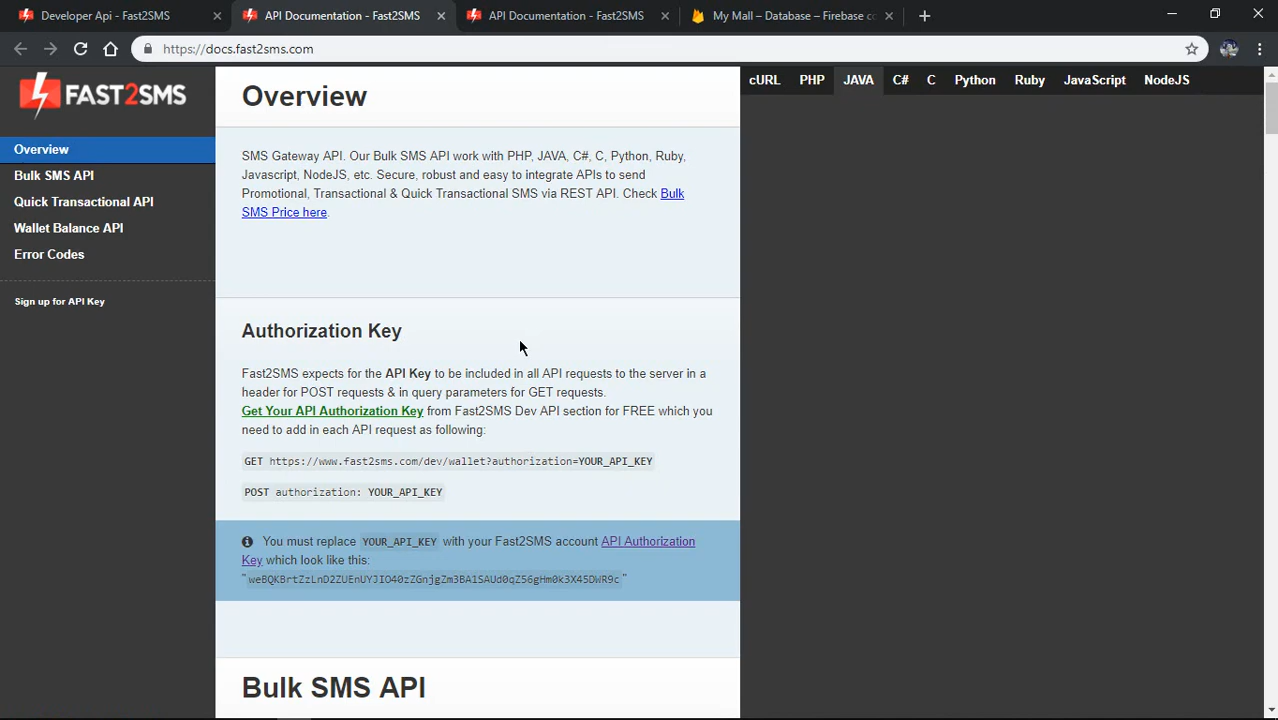 Developer Api - Fast2SMS
API Documentation - Fast2SMS
API Documentation - Fast2SMS
My Mall – Database – Firebase co
https://docs.fast2sms.com
FAST2SMS
Overview
Bulk SMS API
Quick Transactional API
Wallet Balance API
Error Codes
Sign up for API Key
Overview
SMS Gateway API. Our Bulk SMS API work with PHP, JAVA, C#, C, Python, Ruby,
Javascript, NodeJS, etc. Secure, robust and easy to integrate APIs to send
Promotional, Transactional & Quick Transactional SMS via REST API. Check Bulk
SMS Price here.
Authorization Key
Fast2SMS expects for the API Key to be included in all API requests to the server in a
header for POST requests & in query parameters for GET requests.
Get Your API Authorization Key from Fast2SMS Dev API section for FREE which you
need to add in each API request as following:
GET https://www.fast2sms.com/dev/wallet?authorization=YOUR_API_KEY
POST authorization: YOUR_API_KEY
You must replace YOUR_API_KEY with your Fast2SMS account API Authorization
Key which look like this:
"weBQKBrtZzLnD2ZUEnUYJIO40zZGnjgZm3BA1SAUd0qZ56gHm0k3X45DWR9c"
Bulk SMS API
cURL PHP JAVA C# C Python Ruby JavaScript NodeJS